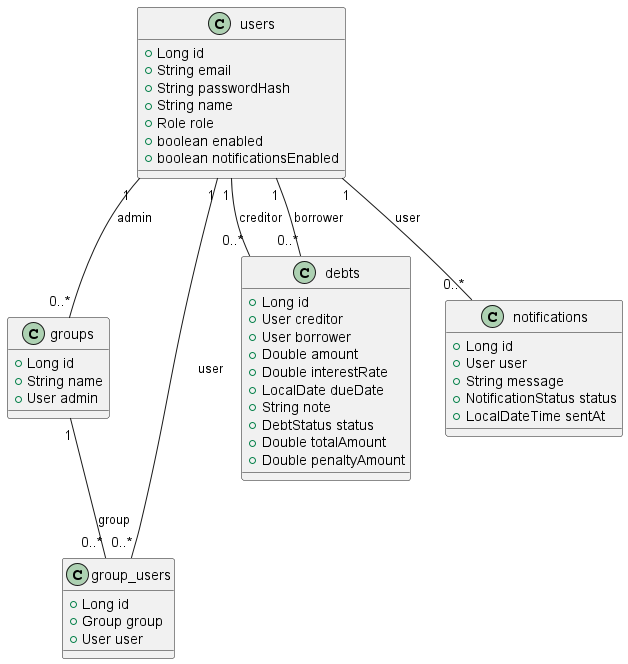 C users
Long id
String email
String passwordHash
String name
Role role
boolean enabled
boolean notificationsEnabled
1
1
1
1
1
admin
creditor
borrower
user
0..*
0..*
0..*
0..*
C groups
Long id
String name
User admin
C debts
Long id
User creditor
User borrower
Double amount
Double interestRate
LocalDate dueDate
String note
DebtStatus status
Double totalAmount
Double penaltyAmount
C notifications
Long id
User user
String message
NotificationStatus status
LocalDateTime sentAt
user
1
group
0..*
0..*
C group_users
Long id
Group group
User user